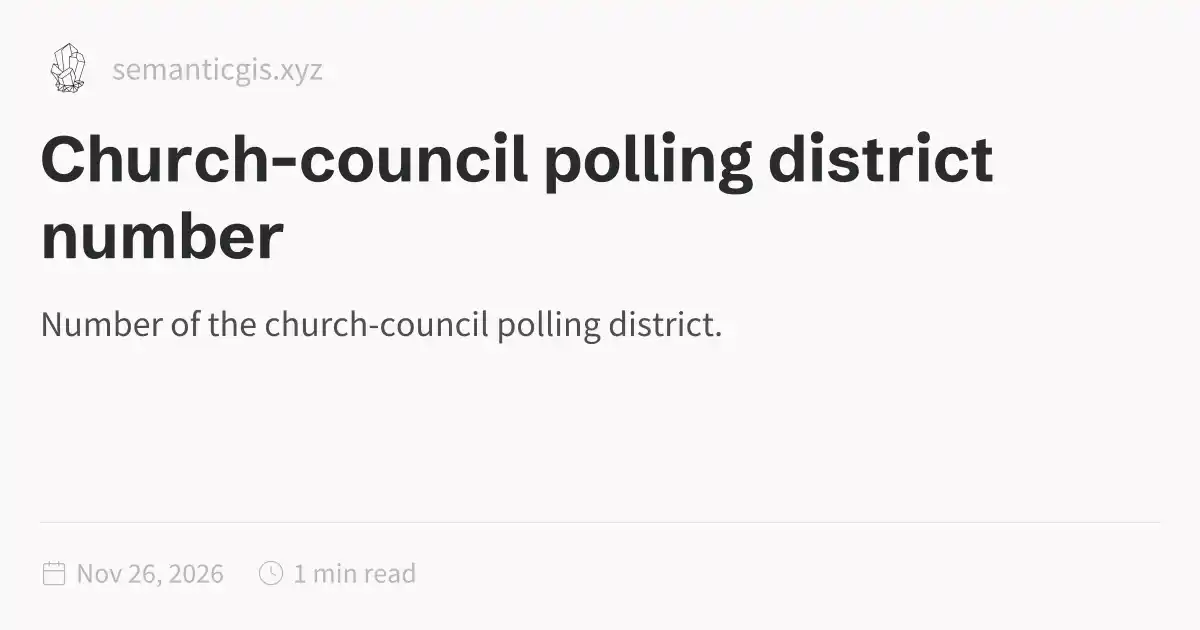 semanticgis.xyz
Church-council polling district
number
Number of the church-council polling district.
Nov 26, 2026 1 min read